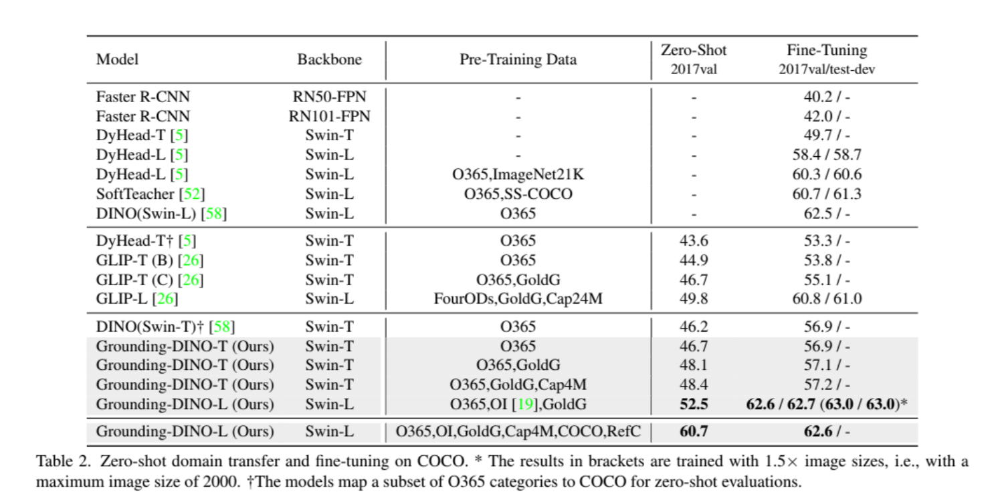 Model Backbone Pre-Training Data Zero-Shot Fine-Tuning
2017val 2017val/test-dev
Faster R-CNN RN50-FPN - - 40.2 / -
Faster R-CNN RN101-FPN - - 42.0 / -
DyHead-T [5] Swin-T - - 49.7 / -
DyHead-L [5] Swin-L - - 58.4 / 58.7
DyHead-L [5] Swin-L O365,ImageNet21K - 60.3 / 60.6
SoftTeacher [52] Swin-L O365,SS-COCO - 60.7 / 61.3
DINO(Swin-L) [58] Swin-L O365 - 62.5 / -
DyHead-T† [5] Swin-T O365 43.6 53.3 / -
GLIP-T (B) [26] Swin-T O365 44.9 53.8 / -
GLIP-T (C) [26] Swin-T O365,GoldG 46.7 55.1 / -
GLIP-L [26] Swin-L FourODs,GoldG,Cap24M 49.8 60.8 / 61.0
DINO(Swin-T)† [58] Swin-T O365 46.2 56.9 / -
Grounding-DINO-T (Ours) Swin-T O365 46.7 56.9 / -
Grounding-DINO-T (Ours) Swin-T O365,GoldG 48.1 57.1 / -
Grounding-DINO-T (Ours) Swin-T O365,GoldG,Cap4M 48.4 57.2 / -
Grounding-DINO-L (Ours) Swin-L O365,OI [19],GoldG 52.5 62.6 / 62.7 (63.0 / 63.0)*
Grounding-DINO-L (Ours) Swin-L O365,OI,GoldG,Cap4M,COCO,RefC 60.7 62.6 / -
Table 2. Zero-shot domain transfer and fine-tuning on COCO. * The results in brackets are trained with 1.5× image sizes, i.e., with a
maximum image size of 2000. †The models map a subset of O365 categories to COCO for zero-shot evaluations.